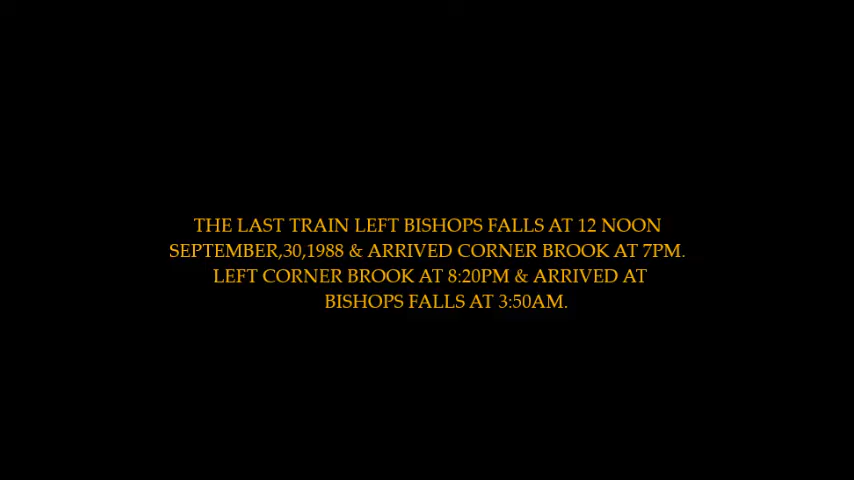 THE LAST TRAIN LEFT BISHOPS FALLS AT 12 NOON
SEPTEMBER,30,1988 & ARRIVED CORNER BROOK AT 7PM.
LEFT CORNER BROOK AT 8:20PM & ARRIVED AT
BISHOPS FALLS AT 3:50AM.